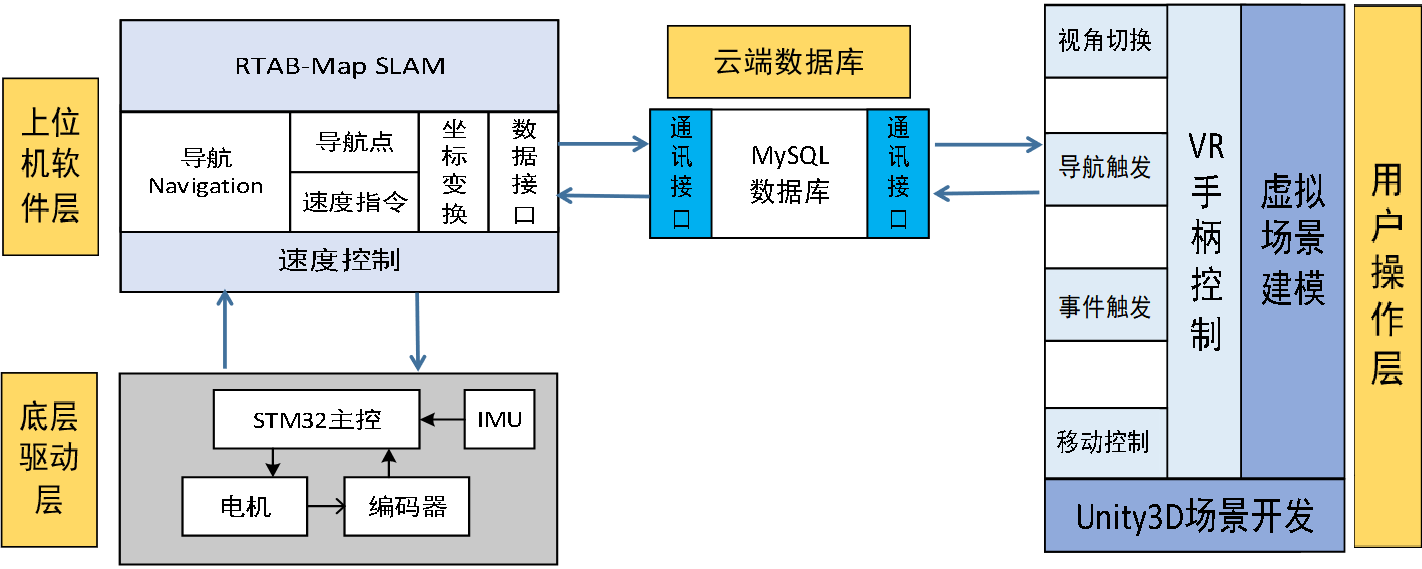 上位
机软
件层
RTAB-Map SLAM
导航
Navigation
导航点
速度指令
坐
标
变
换
数
据
接
口
速度控制
底层
驱动
层
STM32主控
IMU
电机
编码器
云端数据库
通
讯
接
口
MySQL
数据库
通
讯
接
口
视角切换
导航触发
事件触发
移动控制
VR
手
柄
控
制
虚拟
场景
建模
Unity3D场景开发
用
户
操
作
层